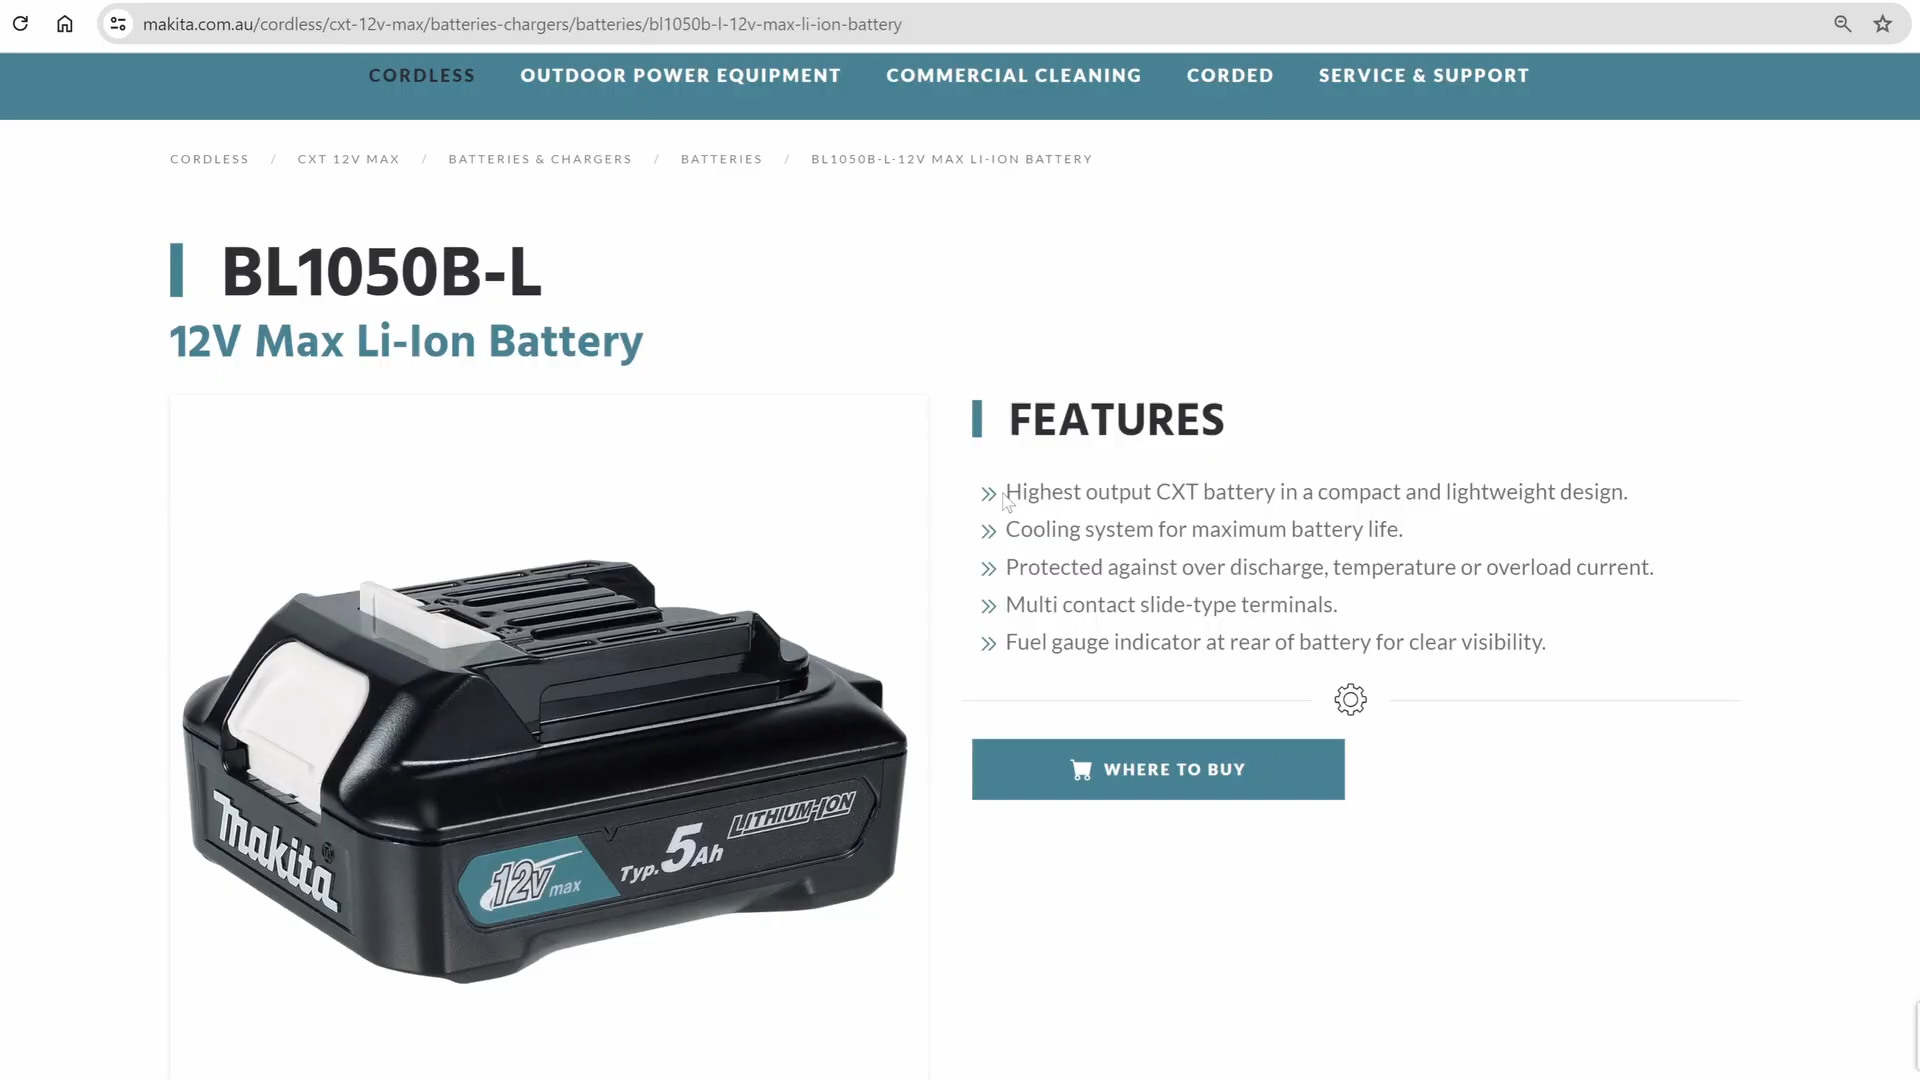 makita.com.au/cordless/cxt-12v-max/batteries-chargers/batteries/bl1050b-l-12v-max-li-ion-battery
CORDLESS OUTDOOR POWER EQUIPMENT COMMERCIAL CLEANING CORDED SERVICE & SUPPORT
CORDLESS / CXT 12V MAX / BATTERIES & CHARGERS / BATTERIES / BL1050B-L-12V MAX LI-ION BATTERY
BL1050B-L
12V Max Li-Ion Battery
FEATURES
Highest output CXT battery in a compact and lightweight design.
Cooling system for maximum battery life.
Protected against over discharge, temperature or overload current.
Multi contact slide-type terminals.
Fuel gauge indicator at rear of battery for clear visibility.
WHERE TO BUY
Makita®
12V max
Typ. 5Ah
LITHIUM-ION